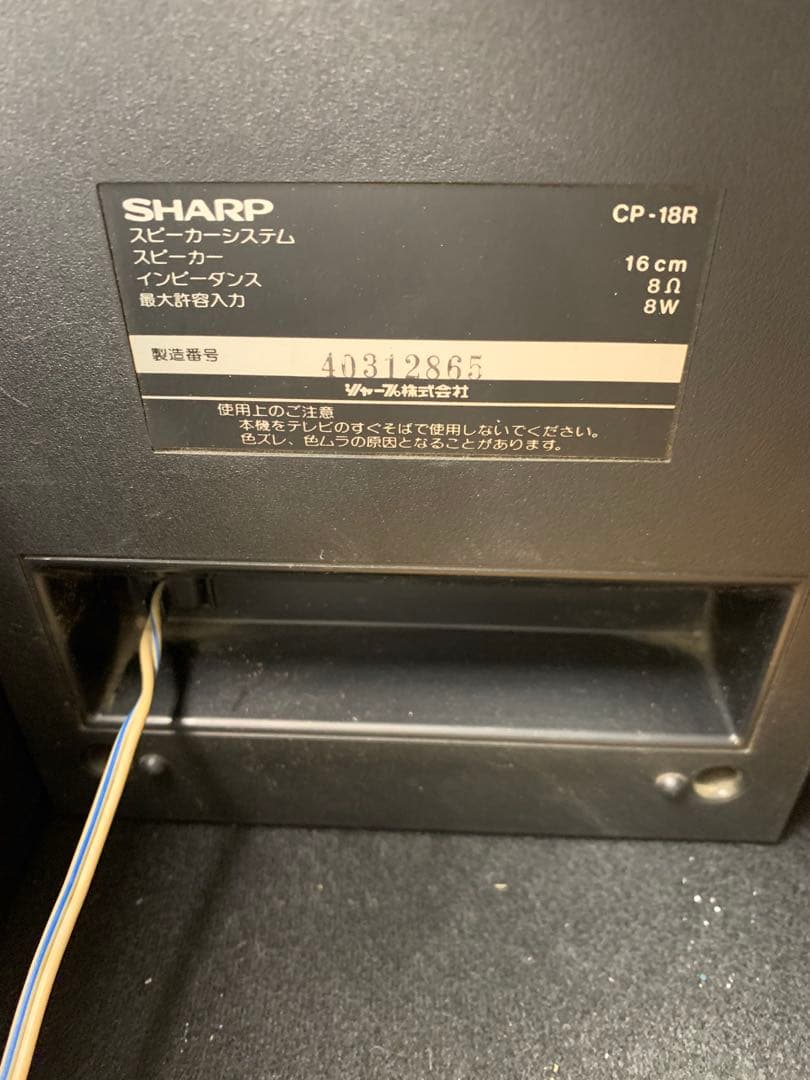 SHARP CP-18R
スピーカーシステム
スピーカー 16cm
インピーダンス 8Ω
最大許容入力 8W
製造番号 40312865
シャープ株式会社
使用上のご注意
本機をテレビのすぐそばで使用しないでください。
色ズレ、色ムラの原因となることがあります。